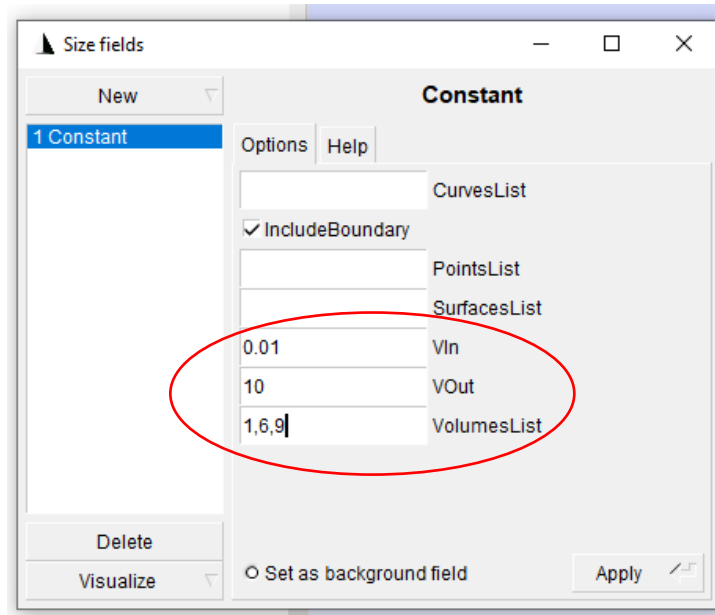 Size fields
New
Constant
1 Constant
Options Help
CurvesList
IncludeBoundary
PointsList
SurfacesList
0.01 VIn
10 VOut
1,6,9 VolumesList
Delete
Set as background field Apply
Visualize